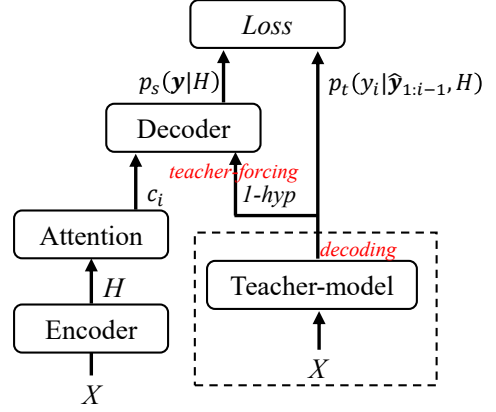 Loss
p_s(𝒚|H)
p_t(y_i|ŷ_{1:i−1}, H)
Decoder
teacher-forcing
c_i
1-hyp
Attention
decoding
H
Teacher-model
Encoder
X
X